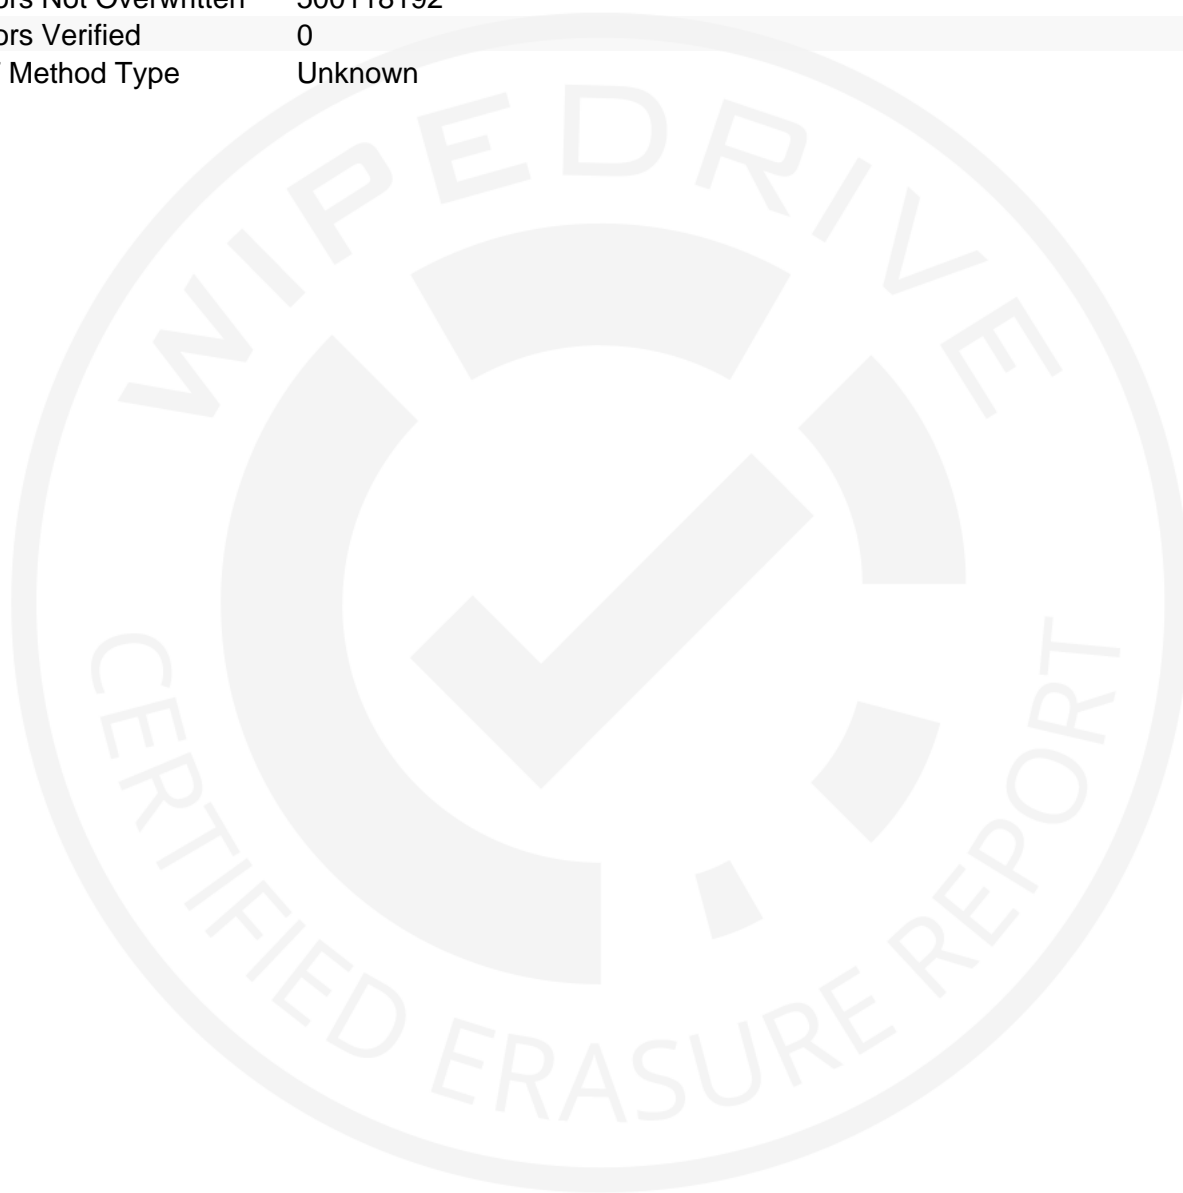 ors Not Overwritten 500118192
ors Verified 0
Method Type Unknown
WIPEDRIVE
CERTIFIED ERASURE REPORT